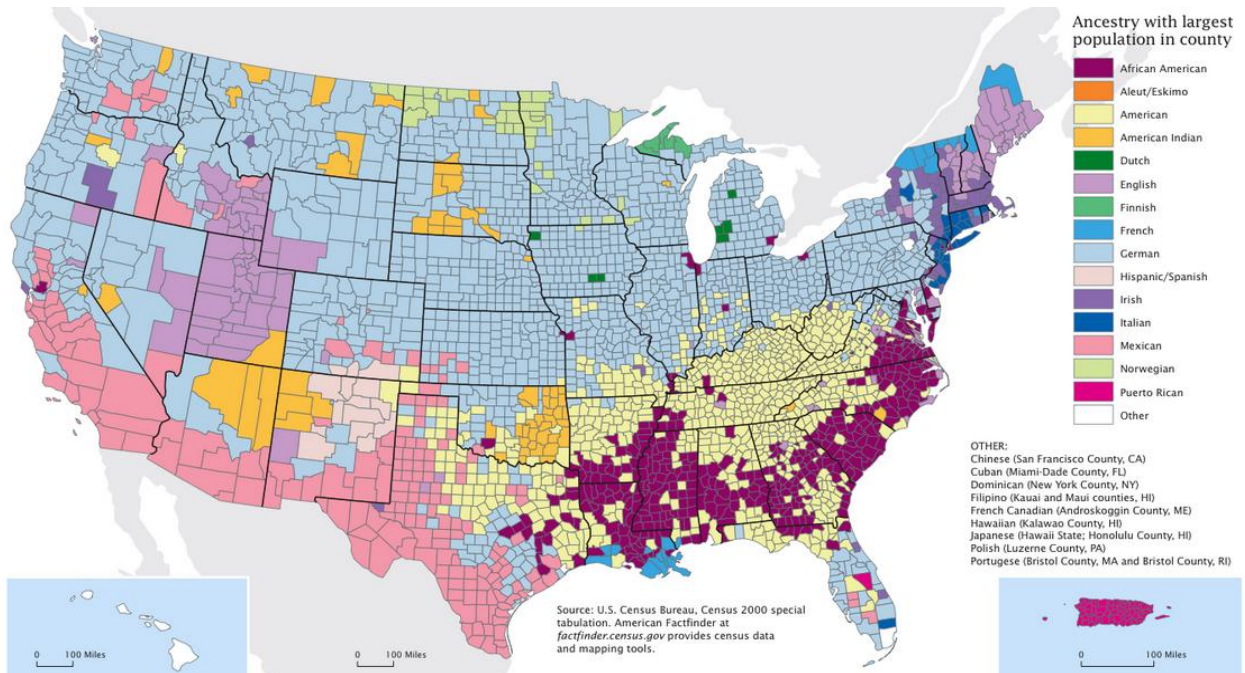 Ancestry with largest
population in county
African American
Aleut/Eskimo
American
American Indian
Dutch
English
Finnish
French
German
Hispanic/Spanish
Irish
Italian
Mexican
Norwegian
Puerto Rican
Other
OTHER:
Chinese (San Francisco County, CA)
Cuban (Miami-Dade County, FL)
Dominican (New York County, NY)
Filipino (Kauai and Maui counties, HI)
French Canadian (Androskoggin County, ME)
Hawaiian (Kalawao County, HI)
Japanese (Hawaii State; Honolulu County, HI)
Polish (Luzerne County, PA)
Portugese (Bristol County, MA and Bristol County, RI)
Source: U.S. Census Bureau, Census 2000 special
tabulation. American Factfinder at
factfinder.census.gov provides census data
and mapping tools.
0 100 Miles
0 100 Miles
0 100 Miles